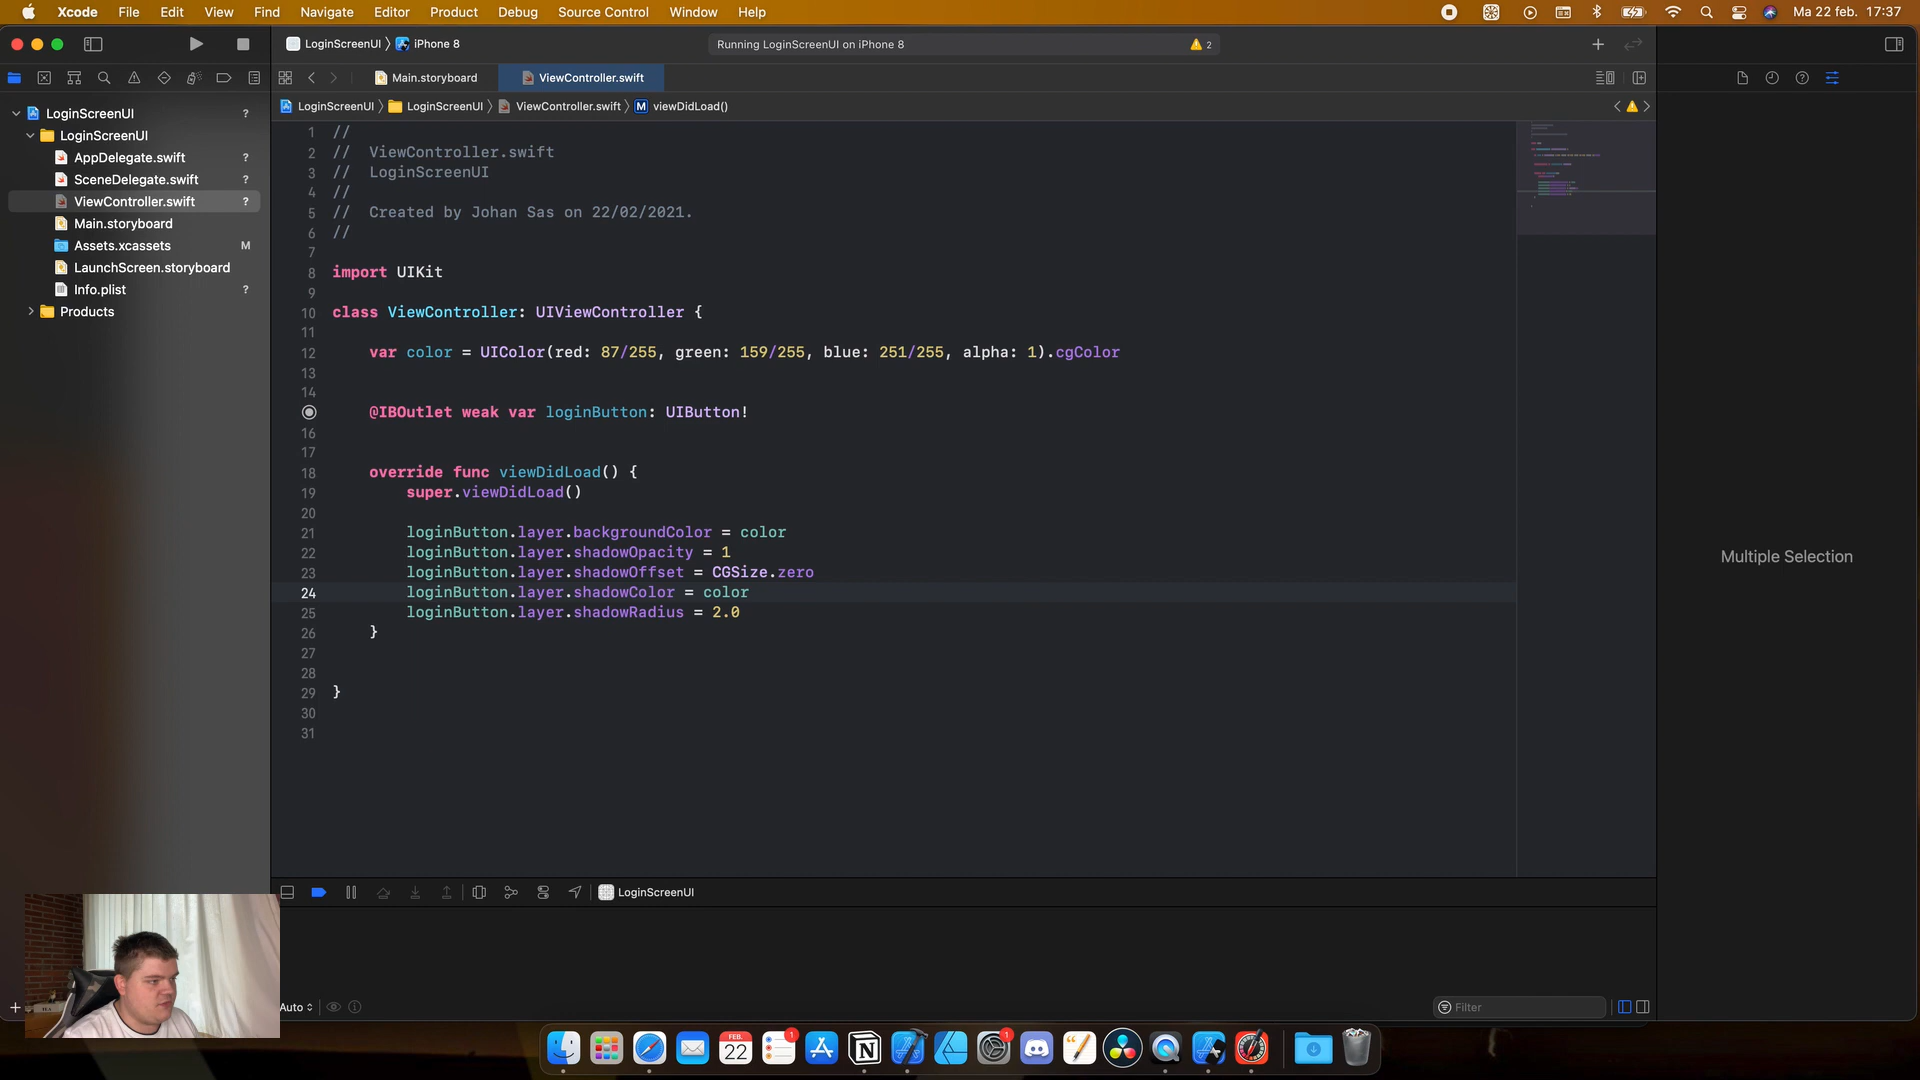 Xcode File Edit View Find Navigate Editor Product Debug Source Control Window Help Ma 22 feb. 17:37
LoginScreenUI iPhone 8 Running LoginScreenUI on iPhone 8 2
Main.storyboard ViewController.swift
LoginScreenUI LoginScreenUI ViewController.swift M viewDidLoad()
LoginScreenUI ?
LoginScreenUI
AppDelegate.swift ?
SceneDelegate.swift ?
ViewController.swift ?
Main.storyboard
Assets.xcassets M
LaunchScreen.storyboard
Info.plist ?
Products
1 //
2 // ViewController.swift
3 // LoginScreenUI
4 //
5 // Created by Johan Sas on 22/02/2021.
6 //
7
8 import UIKit
9
10 class ViewController: UIViewController {
11
12 var color = UIColor(red: 87/255, green: 159/255, blue: 251/255, alpha: 1).cgColor
13
14
@IBOutlet weak var loginButton: UIButton!
16
17
18 override func viewDidLoad() {
19 super.viewDidLoad()
20
21 loginButton.layer.backgroundColor = color
22 loginButton.layer.shadowOpacity = 1
23 loginButton.layer.shadowOffset = CGSize.zero
24 loginButton.layer.shadowColor = color
25 loginButton.layer.shadowRadius = 2.0
26 }
27
28
29 }
30
31
Multiple Selection
LoginScreenUI
Auto
Filter
FEB.
22
1
1